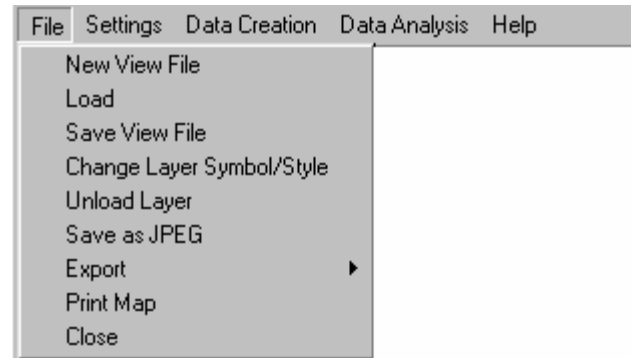 File Settings Data Creation Data Analysis Help
New View File
Load
Save View File
Change Layer Symbol/Style
Unload Layer
Save as JPEG
Export
Print Map
Close